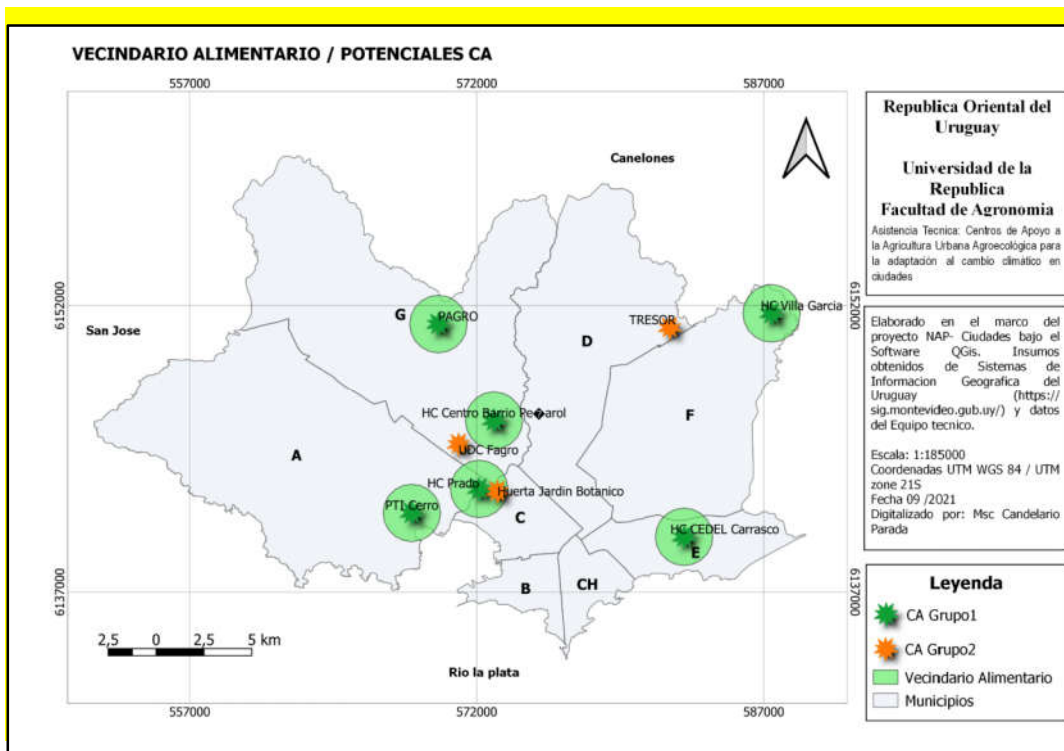 VECINDARIO ALIMENTARIO / POTENCIALES CA
557000
572000
587000
Canelones
San Jose
6152000
6152000
G
PAGRO
HC Villa Garcia
TRESOR
D
HC Centro Barrio Pe�arol
UDC Fagro
F
A
HC Prado
Huerta Jardin Botanico
PTI Cerro
C
HC CEDEL Carrasco
E
B
CH
6137000
6137000
2,5 0 2,5 5 km
Rio la plata
557000
572000
587000
Republica Oriental del
Uruguay
Universidad de la
Republica
Facultad de Agronomia
Asistencia Tecnica: Centros de Apoyo a
la Agricultura Urbana Agroecológica para
la adaptación al cambio climático en
ciudades
Elaborado en el marco del
proyecto NAP- Ciudades bajo el
Software QGis. Insumos
obtenidos de Sistemas de
Informacion Geografica del
Uruguay (https://
sig.montevideo.gub.uy/) y datos
del Equipo tecnico.
Escala: 1:185000
Coordenadas UTM WGS 84 / UTM
zone 21S
Fecha 09 /2021
Digitalizado por: Msc Candelario
Parada
Leyenda
CA Grupo1
CA Grupo2
Vecindario Alimentario
Municipios